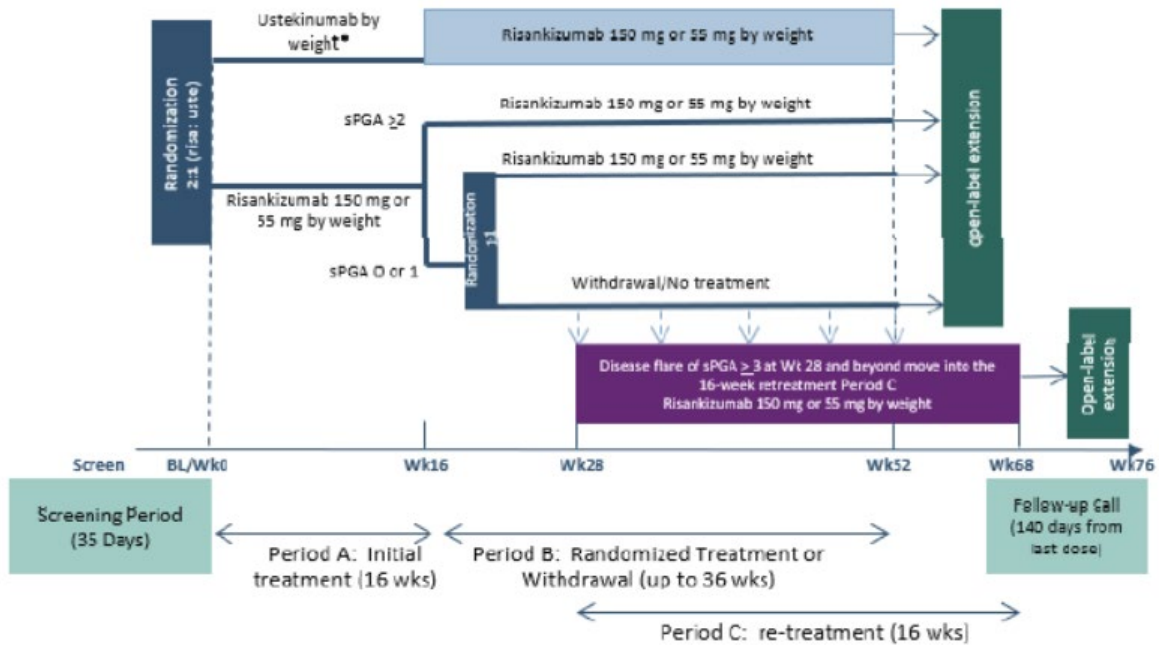 Randomization
2:1 (risa: uste)
Ustekinumab by
weight*
Risankizumab 150 mg or 55 mg by weight
sPGA ≥2
Risankizumab 150 mg or 55 mg by weight
Risankizumab 150 mg or
55 mg by weight
sPGA 0 or 1
Randomization
1:1
Risankizumab 150 mg or 55 mg by weight
Withdrawal/No treatment
open-label extension
Disease flare of sPGA ≥3 at Wk 28 and beyond move into the
16-week retreatment Period C
Risankizumab 150 mg or 55 mg by weight
Open-label
extension
Screen
BL/Wk0
Wk16
Wk28
Wk52
Wk68
Wk76
Screening Period
(35 Days)
Period A: Initial
treatment (16 wks)
Period B: Randomized Treatment or
Withdrawal (up to 36 wks)
Follow-up Call
(140 days from
last dose)
Period C: re-treatment (16 wks)